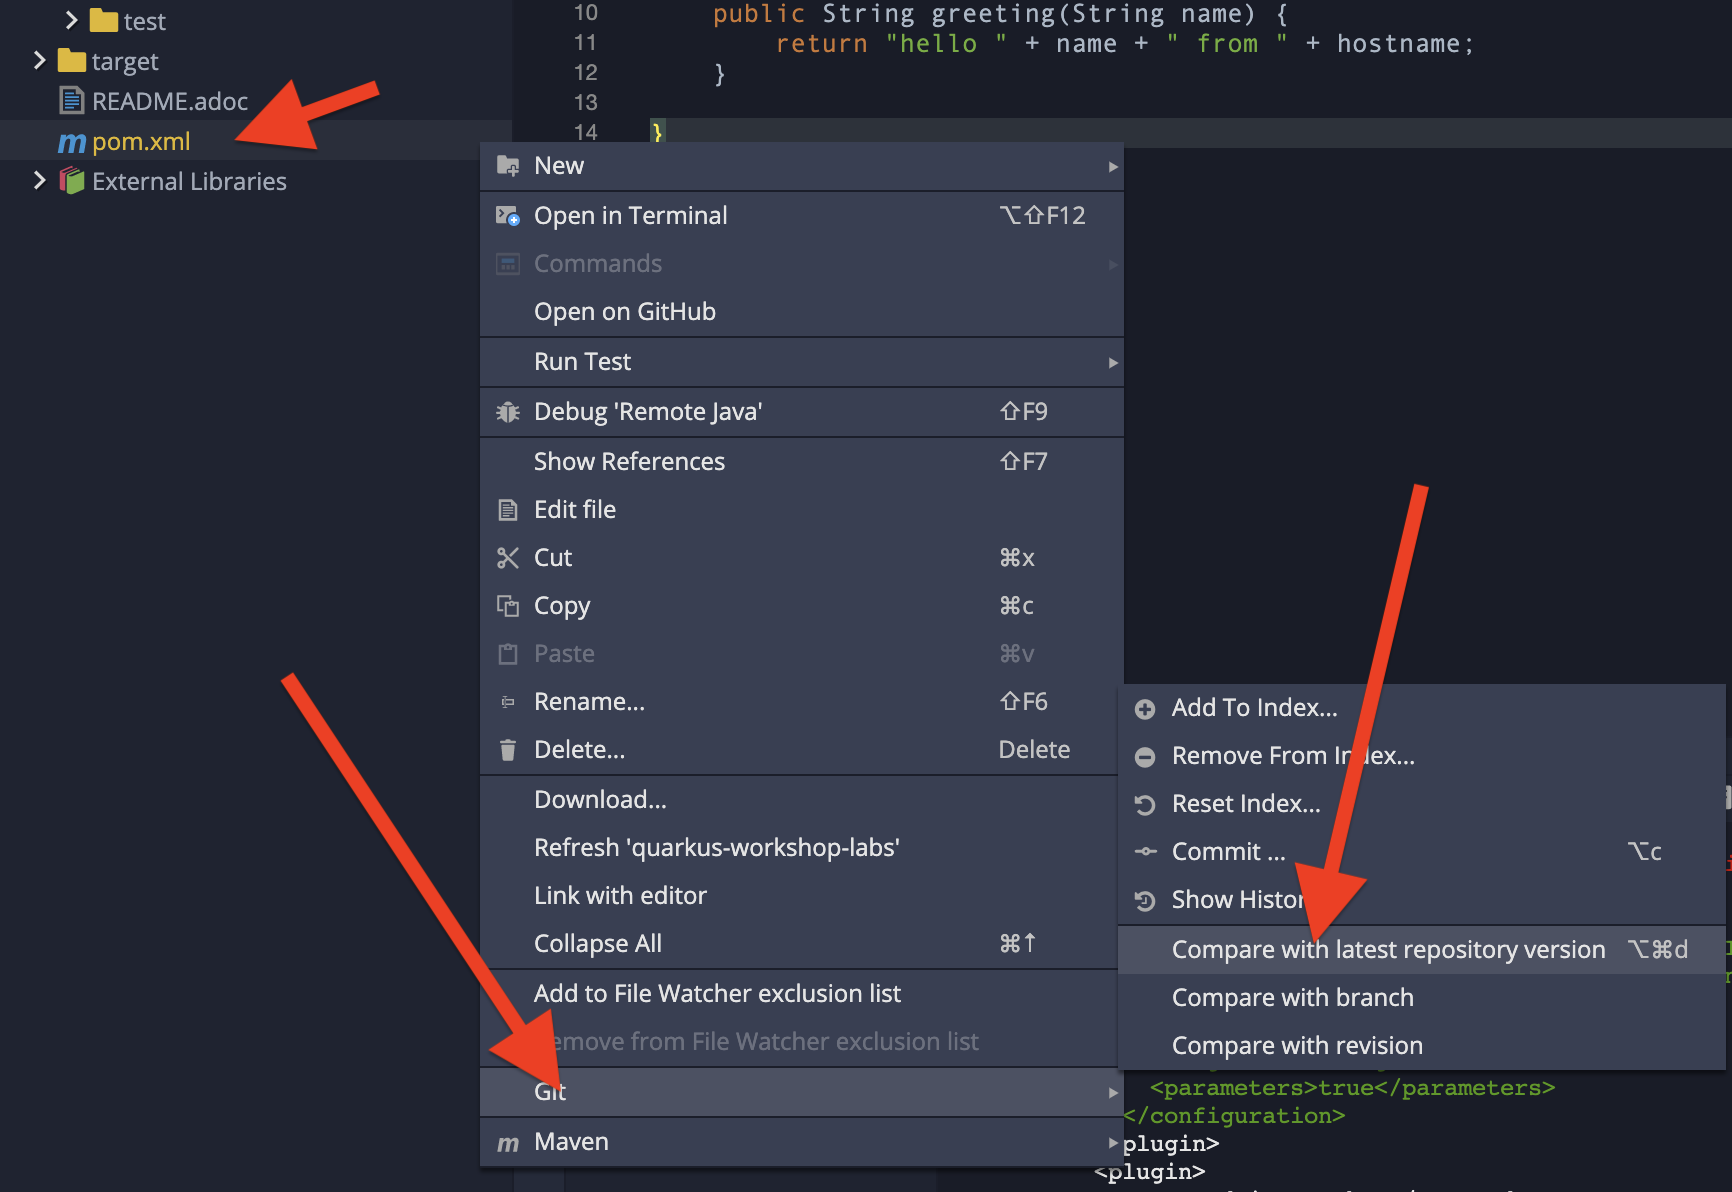 test
target
README.adoc
pom.xml
External Libraries
10 public String greeting(String name) {
11 return "hello " + name + " from " + hostname;
12 }
13
14 }
New
Open in Terminal ⌥⇧F12
Commands
Open on GitHub
Run Test
Debug 'Remote Java' ⇧F9
Show References ⇧F7
Edit file
Cut ⌘x
Copy ⌘c
Paste ⌘v
Rename... ⇧F6
Delete... Delete
Download...
Refresh 'quarkus-workshop-labs'
Link with editor
Collapse All ⌘↑
Add to File Watcher exclusion list
emove from File Watcher exclusion list
Git
m Maven
Add To Index...
Remove From Index...
Reset Index...
Commit ... ⌥c
Show Histor
Compare with latest repository version ⌥⌘d
Compare with branch
Compare with revision
<parameters>true</parameters>
</configuration>
plugin>
<plugin>